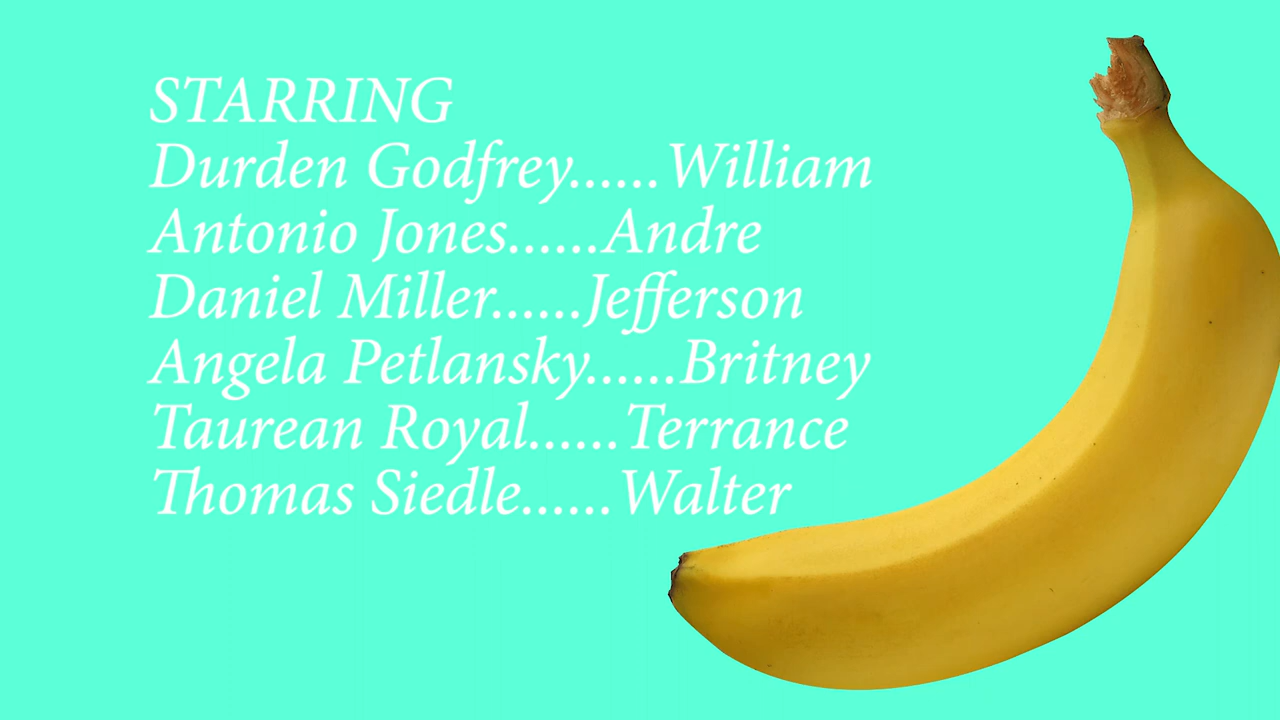 STARRING
Durden Godfrey......William
Antonio Jones......Andre
Daniel Miller......Jefferson
Angela Petlansky......Britney
Taurean Royal......Terrance
Thomas Siedle......Walter